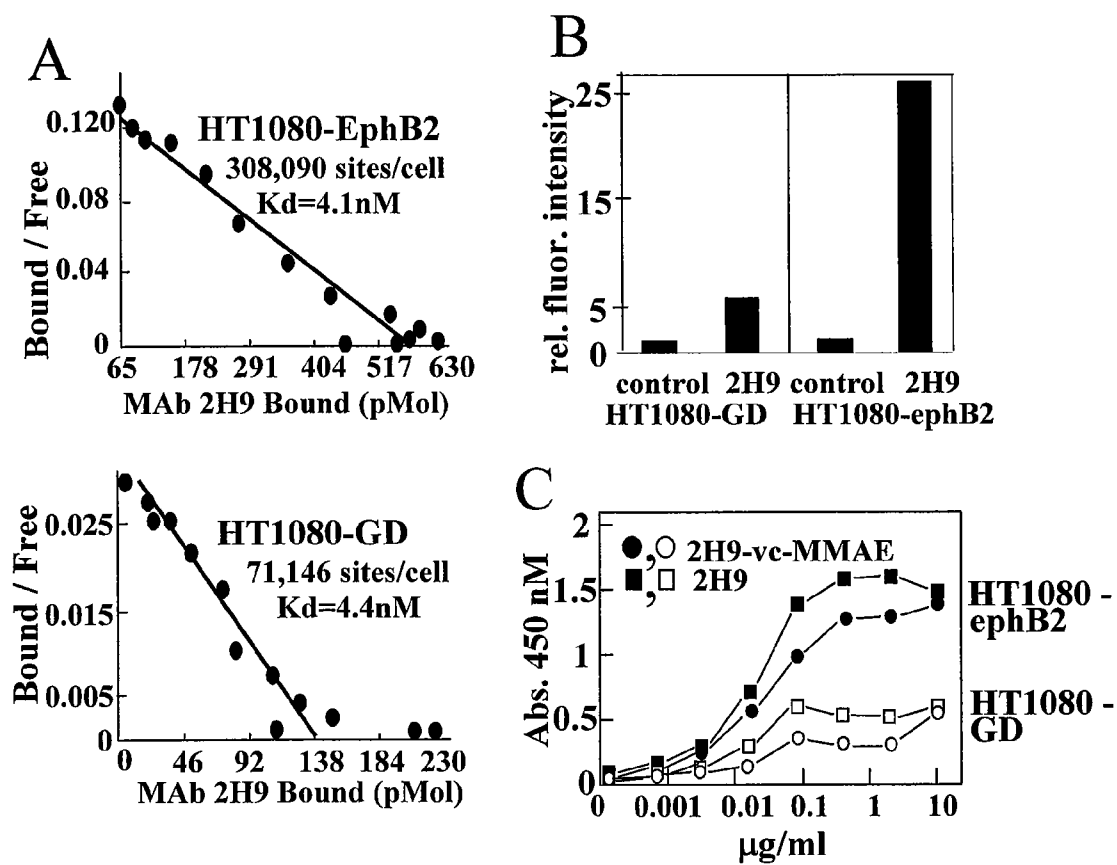 A
Bound / Free
0.120
0.08
0.04
0
HT1080-EphB2
308,090 sites/cell
Kd=4.1nM
65 178 291 404 517 630
MAb 2H9 Bound (pMol)
Bound / Free
0.025
0.015
0.005
0
HT1080-GD
71,146 sites/cell
Kd=4.4nM
0 46 92 138 184 230
MAb 2H9 Bound (pMol)
B
rel. fluor. intensity
25
15
5
0
control 2H9 control 2H9
HT1080-GD HT1080-ephB2
C
Abs. 450 nM
2
1.5
1
0.5
0
, 2H9-vc-MMAE
, 2H9
HT1080 -
ephB2
HT1080 -
GD
0 0.001 0.01 0.1 1 10
µg/ml